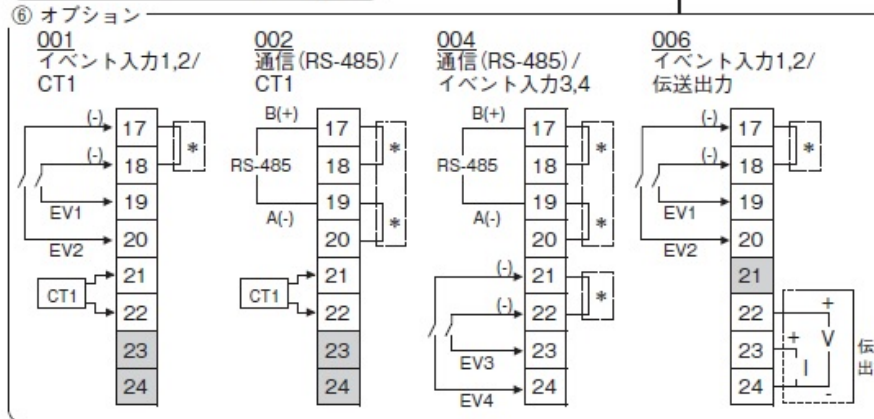 ⑥ オプション
001
イベント入力1,2/
CT1
(-)
(-)
EV1
EV2
CT1
17
18
19
20
21
22
23
24
*
002
通信(RS-485)/
CT1
B(+)
RS-485
A(-)
CT1
17
18
19
20
21
22
23
24
*
*
004
通信(RS-485)/
イベント入力3,4
B(+)
RS-485
A(-)
(-)
(-)
EV3
EV4
17
18
19
20
21
22
23
24
*
*
*
006
イベント入力1,2/
伝送出力
(-)
(-)
EV1
EV2
17
18
19
20
21
22
23
24
*
+
+
V
I
-
伝
出